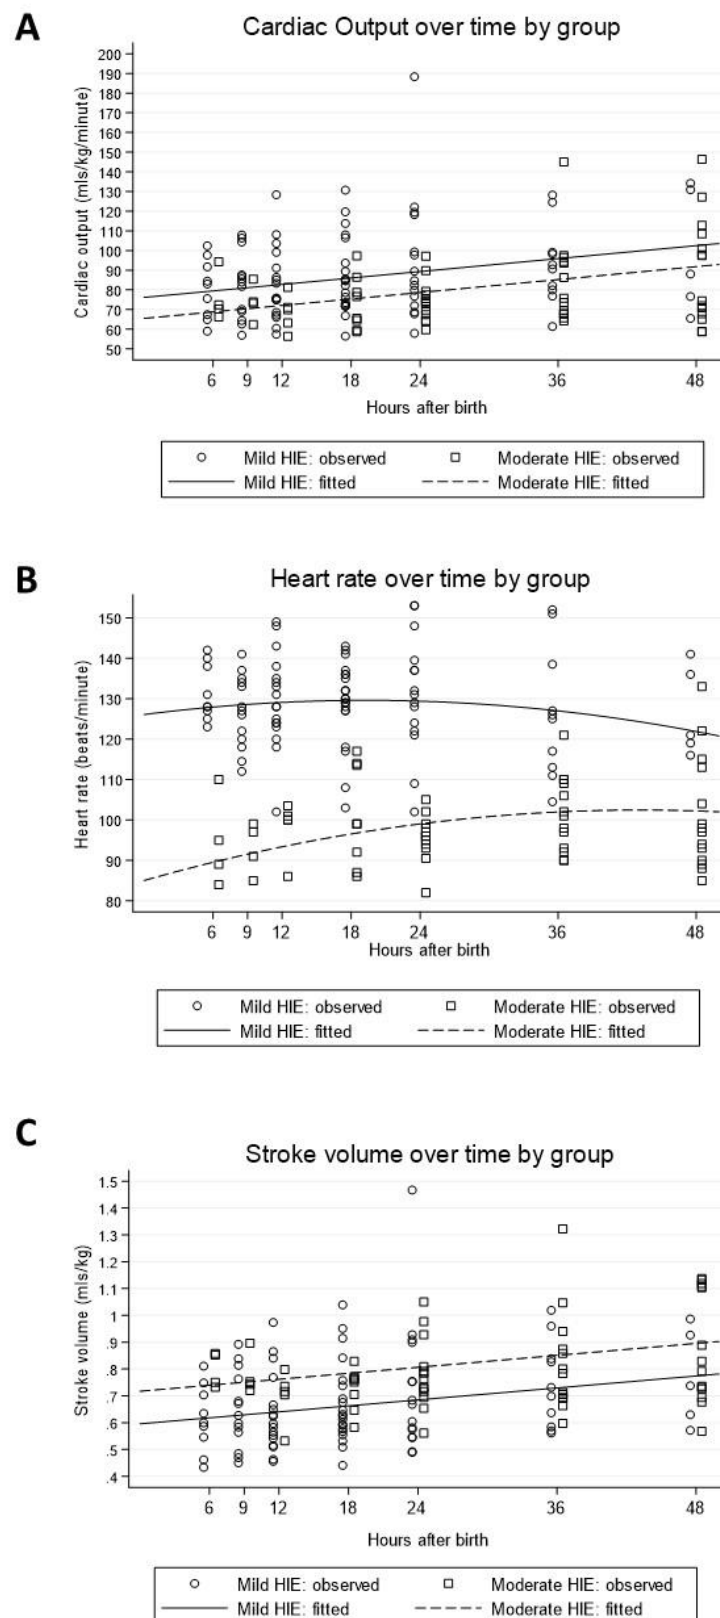 A
Cardiac Output over time by group
Cardiac output (mls/kg/minute)
200
190
180
170
160
150
140
130
120
110
100
90
80
70
60
50
6 9 12 18 24 36 48
Hours after birth
Mild HIE: observed Moderate HIE: observed
Mild HIE: fitted Moderate HIE: fitted
B
Heart rate over time by group
Heart rate (beats/minute)
150
140
130
120
110
100
90
80
6 9 12 18 24 36 48
Hours after birth
Mild HIE: observed Moderate HIE: observed
Mild HIE: fitted Moderate HIE: fitted
C
Stroke volume over time by group
Stroke volume (mls/kg)
1.5
1.4
1.3
1.2
1.1
1
.9
.8
.7
.6
.5
.4
6 9 12 18 24 36 48
Hours after birth
Mild HIE: observed Moderate HIE: observed
Mild HIE: fitted Moderate HIE: fitted